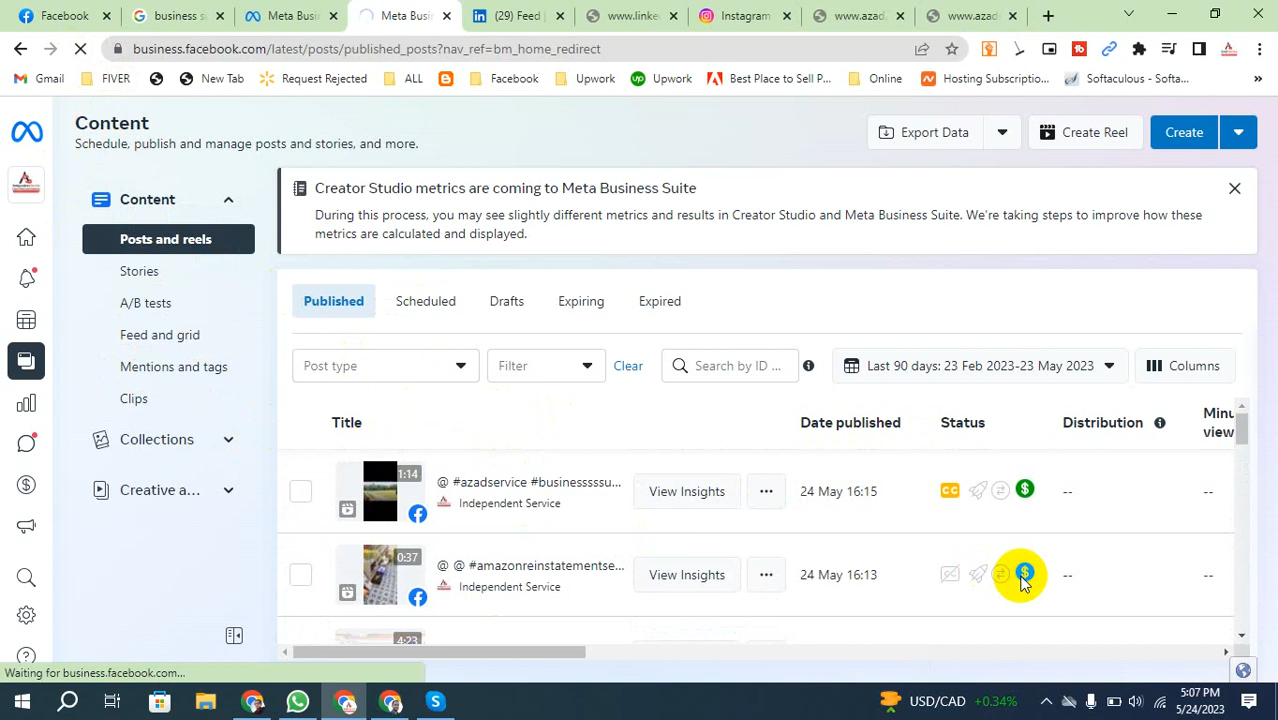 Facebook
business s
Meta Busi
Meta Busi
(29) Feed |
www.linke
Instagram
www.azad
www.azad
business.facebook.com/latest/posts/published_posts?nav_ref=bm_home_redirect
Gmail
FIVER
New Tab
Request Rejected
ALL
Facebook
Upwork
Upwork
Best Place to Sell P...
Online
Hosting Subscriptio...
Softaculous - Softa...
Content
Schedule, publish and manage posts and stories, and more.
Export Data
Create Reel
Create
Content
Posts and reels
Stories
A/B tests
Feed and grid
Mentions and tags
Clips
Collections
Creative a...
Creator Studio metrics are coming to Meta Business Suite
During this process, you may see slightly different metrics and results in Creator Studio and Meta Business Suite. We're taking steps to improve how these
metrics are calculated and displayed.
Published
Scheduled
Drafts
Expiring
Expired
Post type
Filter
Clear
Search by ID ...
Last 90 days: 23 Feb 2023-23 May 2023
Columns
Title
Date published
Status
Distribution
Minu
view
1:14
@ #azadservice #businesssssu...
Independent Service
View Insights
24 May 16:15
CC
--
--
0:37
@ @ #amazonreinstatementse...
Independent Service
View Insights
24 May 16:13
--
--
4:23
Waiting for business.facebook.com...
USD/CAD
+0.34%
5:07 PM
5/24/2023